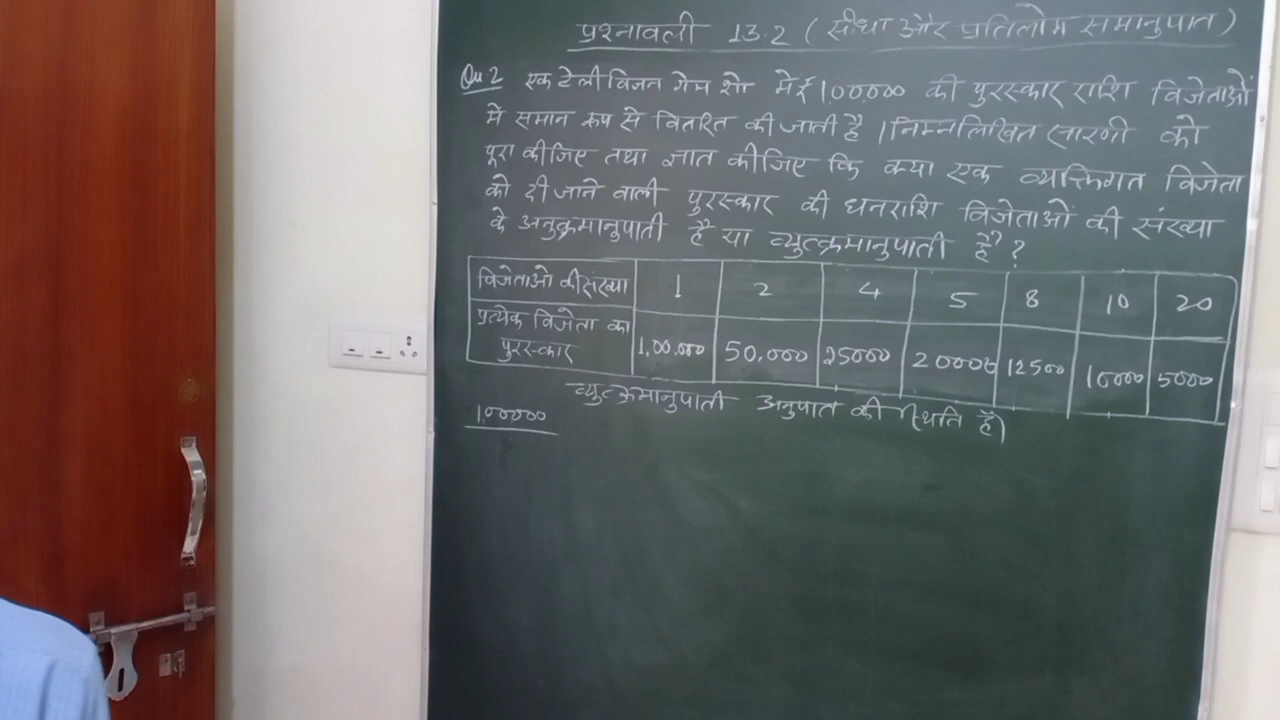 प्रश्नावली 13.2 (सीधा और प्रतिलोम समानुपात)
Qu.2 एक टेलीविजन गेम शो में ₹ 1,00,000 की पुरस्कार राशि विजेताओं
में समान रूप से वितरित की जाती है । निम्नलिखित सारणी को
पूरा कीजिए तथा ज्ञात कीजिए कि क्या एक व्यक्तिगत विजेता
को दी जाने वाली पुरस्कार की धनराशि विजेताओं की संख्या
के अनुक्रमानुपाती है या व्युत्क्रमानुपाती है ?
विजेताओ की संख्या 1 2 4 5 8 10 20
प्रत्येक विजेता का
पुरस्कार 1,00,000 50,000 25000 20000 12500 10000 5000
व्युत्क्रमानुपाती अनुपात की स्थिति है।
1,00000